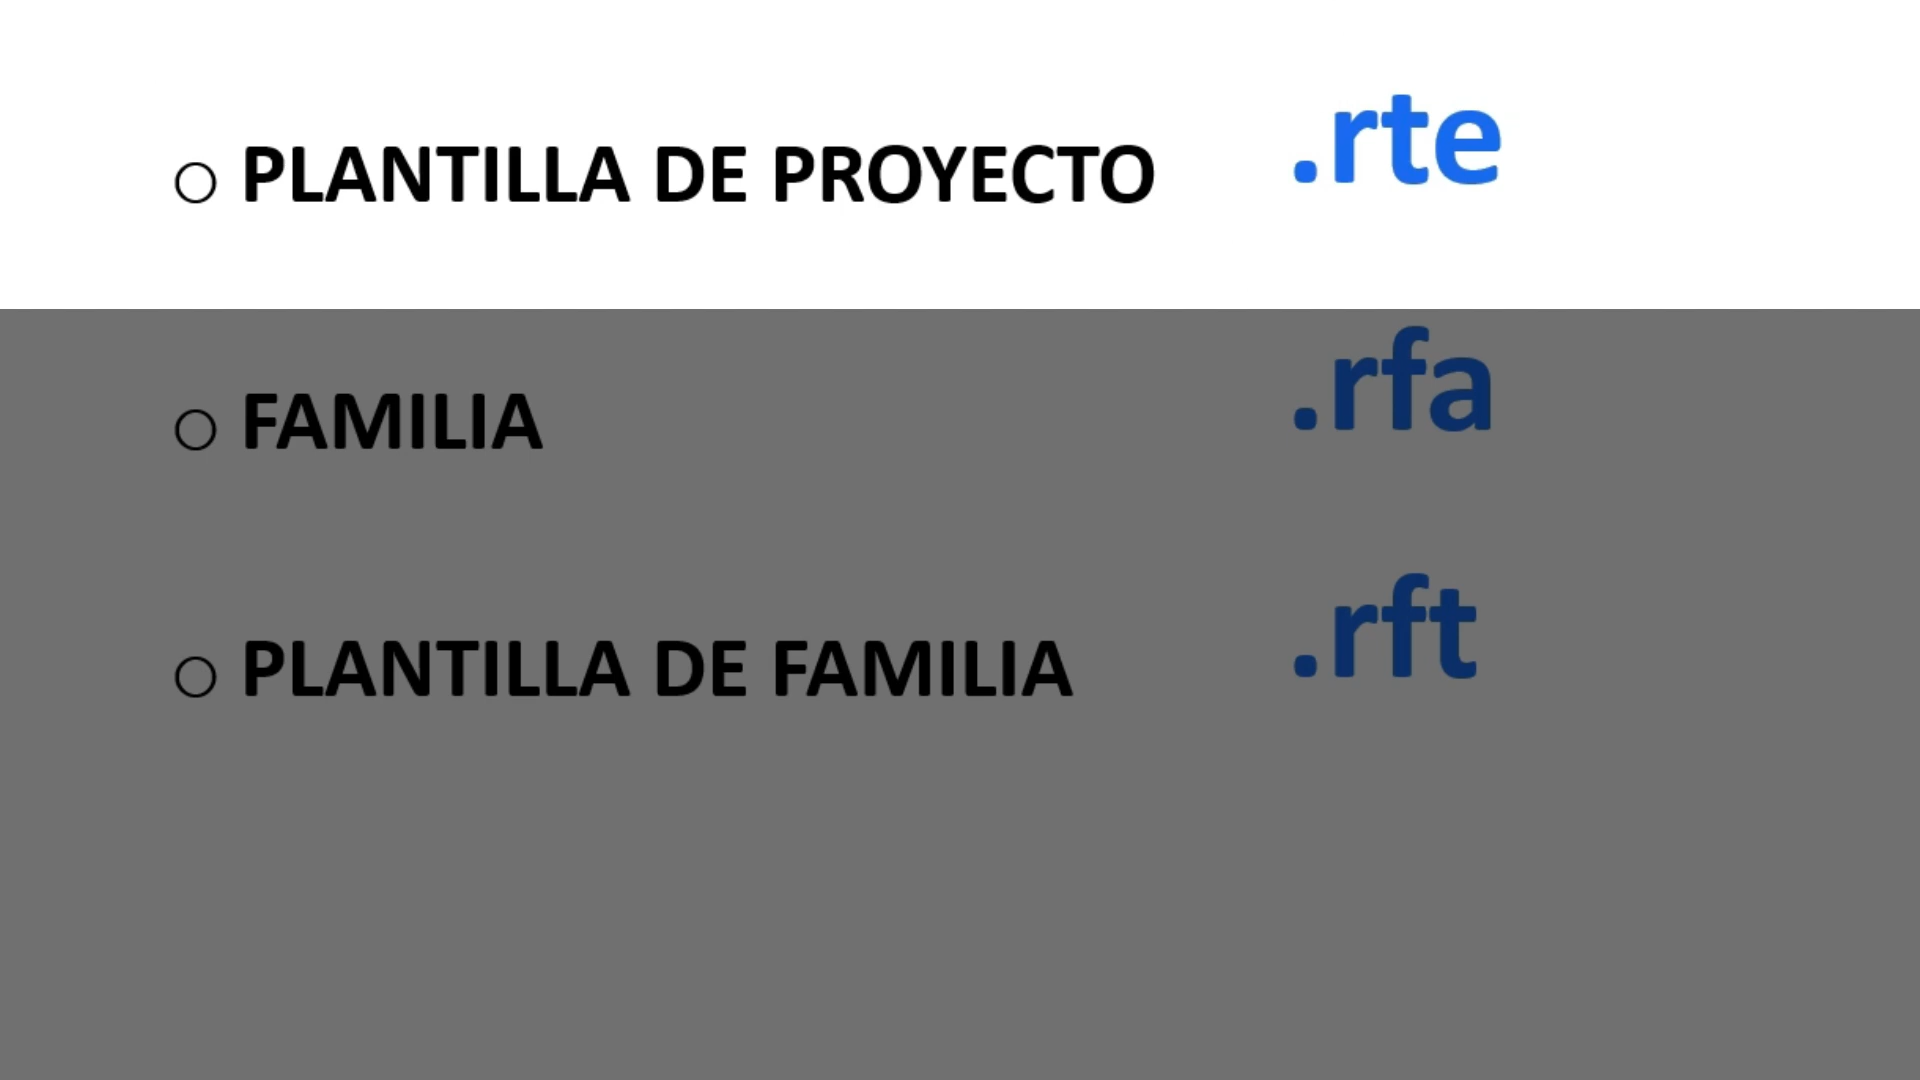 ○ PLANTILLA DE PROYECTO .rte
○ FAMILIA .rfa
○ PLANTILLA DE FAMILIA .rft